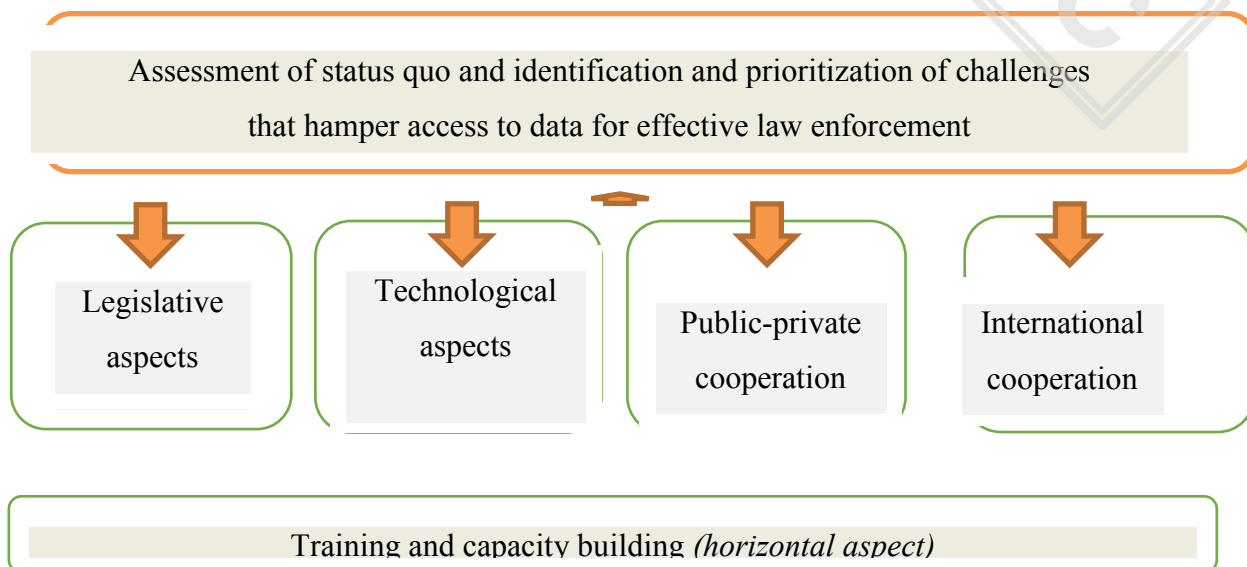 Assessment of status quo and identification and prioritization of challenges
that hamper access to data for effective law enforcement
Legislative
aspects
Technological
aspects
Public-private
cooperation
International
cooperation
Training and capacity building (horizontal aspect)